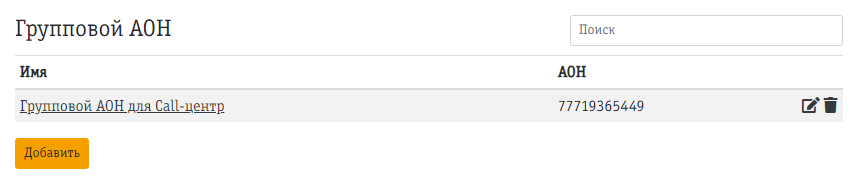 Групповой АОН
Поиск
Имя АОН
Групповой АОН для Call-центр 77719365449
Добавить